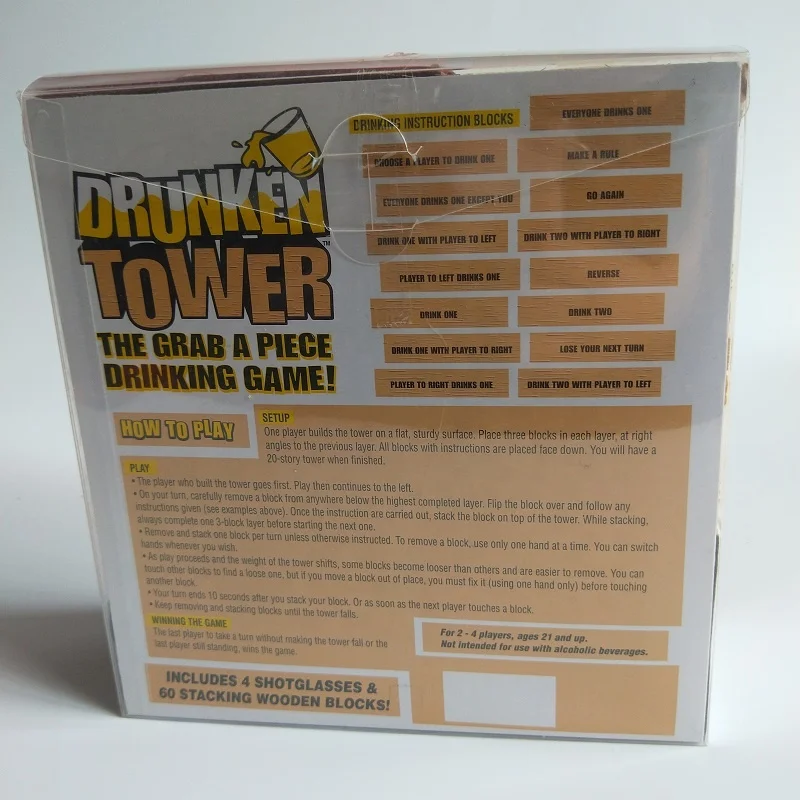 DRUNKEN
TOWER™
THE GRAB A PIECE
DRINKING GAME!
DRINKING INSTRUCTION BLOCKS
EVERYONE DRINKS ONE
CHOOSE A PLAYER TO DRINK ONE
MAKE A RULE
EVERYONE DRINKS ONE EXCEPT YOU
GO AGAIN
DRINK ONE WITH PLAYER TO LEFT
DRINK TWO WITH PLAYER TO RIGHT
PLAYER TO LEFT DRINKS ONE
REVERSE
DRINK ONE
DRINK TWO
DRINK ONE WITH PLAYER TO RIGHT
LOSE YOUR NEXT TURN
PLAYER TO RIGHT DRINKS ONE
DRINK TWO WITH PLAYER TO LEFT
HOW TO PLAY
SETUP
One player builds the tower on a flat, sturdy surface. Place three blocks in each layer, at right
angles to the previous layer. All blocks with instructions are placed face down. You will have a
20-story tower when finished.
PLAY
• The player who built the tower goes first. Play then continues to the left.
• On your turn, carefully remove a block from anywhere below the highest completed layer. Flip the block over and follow any
instructions given (see examples above). Once the instruction are carried out, stack the block on top of the tower. While stacking,
always complete one 3-block layer before starting the next one.
• Remove and stack one block per turn unless otherwise instructed. To remove a block, use only one hand at a time. You can switch
hands whenever you wish.
• As play proceeds and the weight of the tower shifts, some blocks become looser than others and are easier to remove. You can
touch other blocks to find a loose one, but if you move a block out of place, you must fix it (using one hand only) before touching
another block.
• Your turn ends 10 seconds after you stack your block. Or as soon as the next player touches a block.
• Keep removing and stacking blocks until the tower falls.
WINNING THE GAME
The last player to take a turn without making the tower fall or the
last player still standing, wins the game.
For 2 - 4 players, ages 21 and up.
Not intended for use with alcoholic beverages.
INCLUDES 4 SHOTGLASSES &
60 STACKING WOODEN BLOCKS!